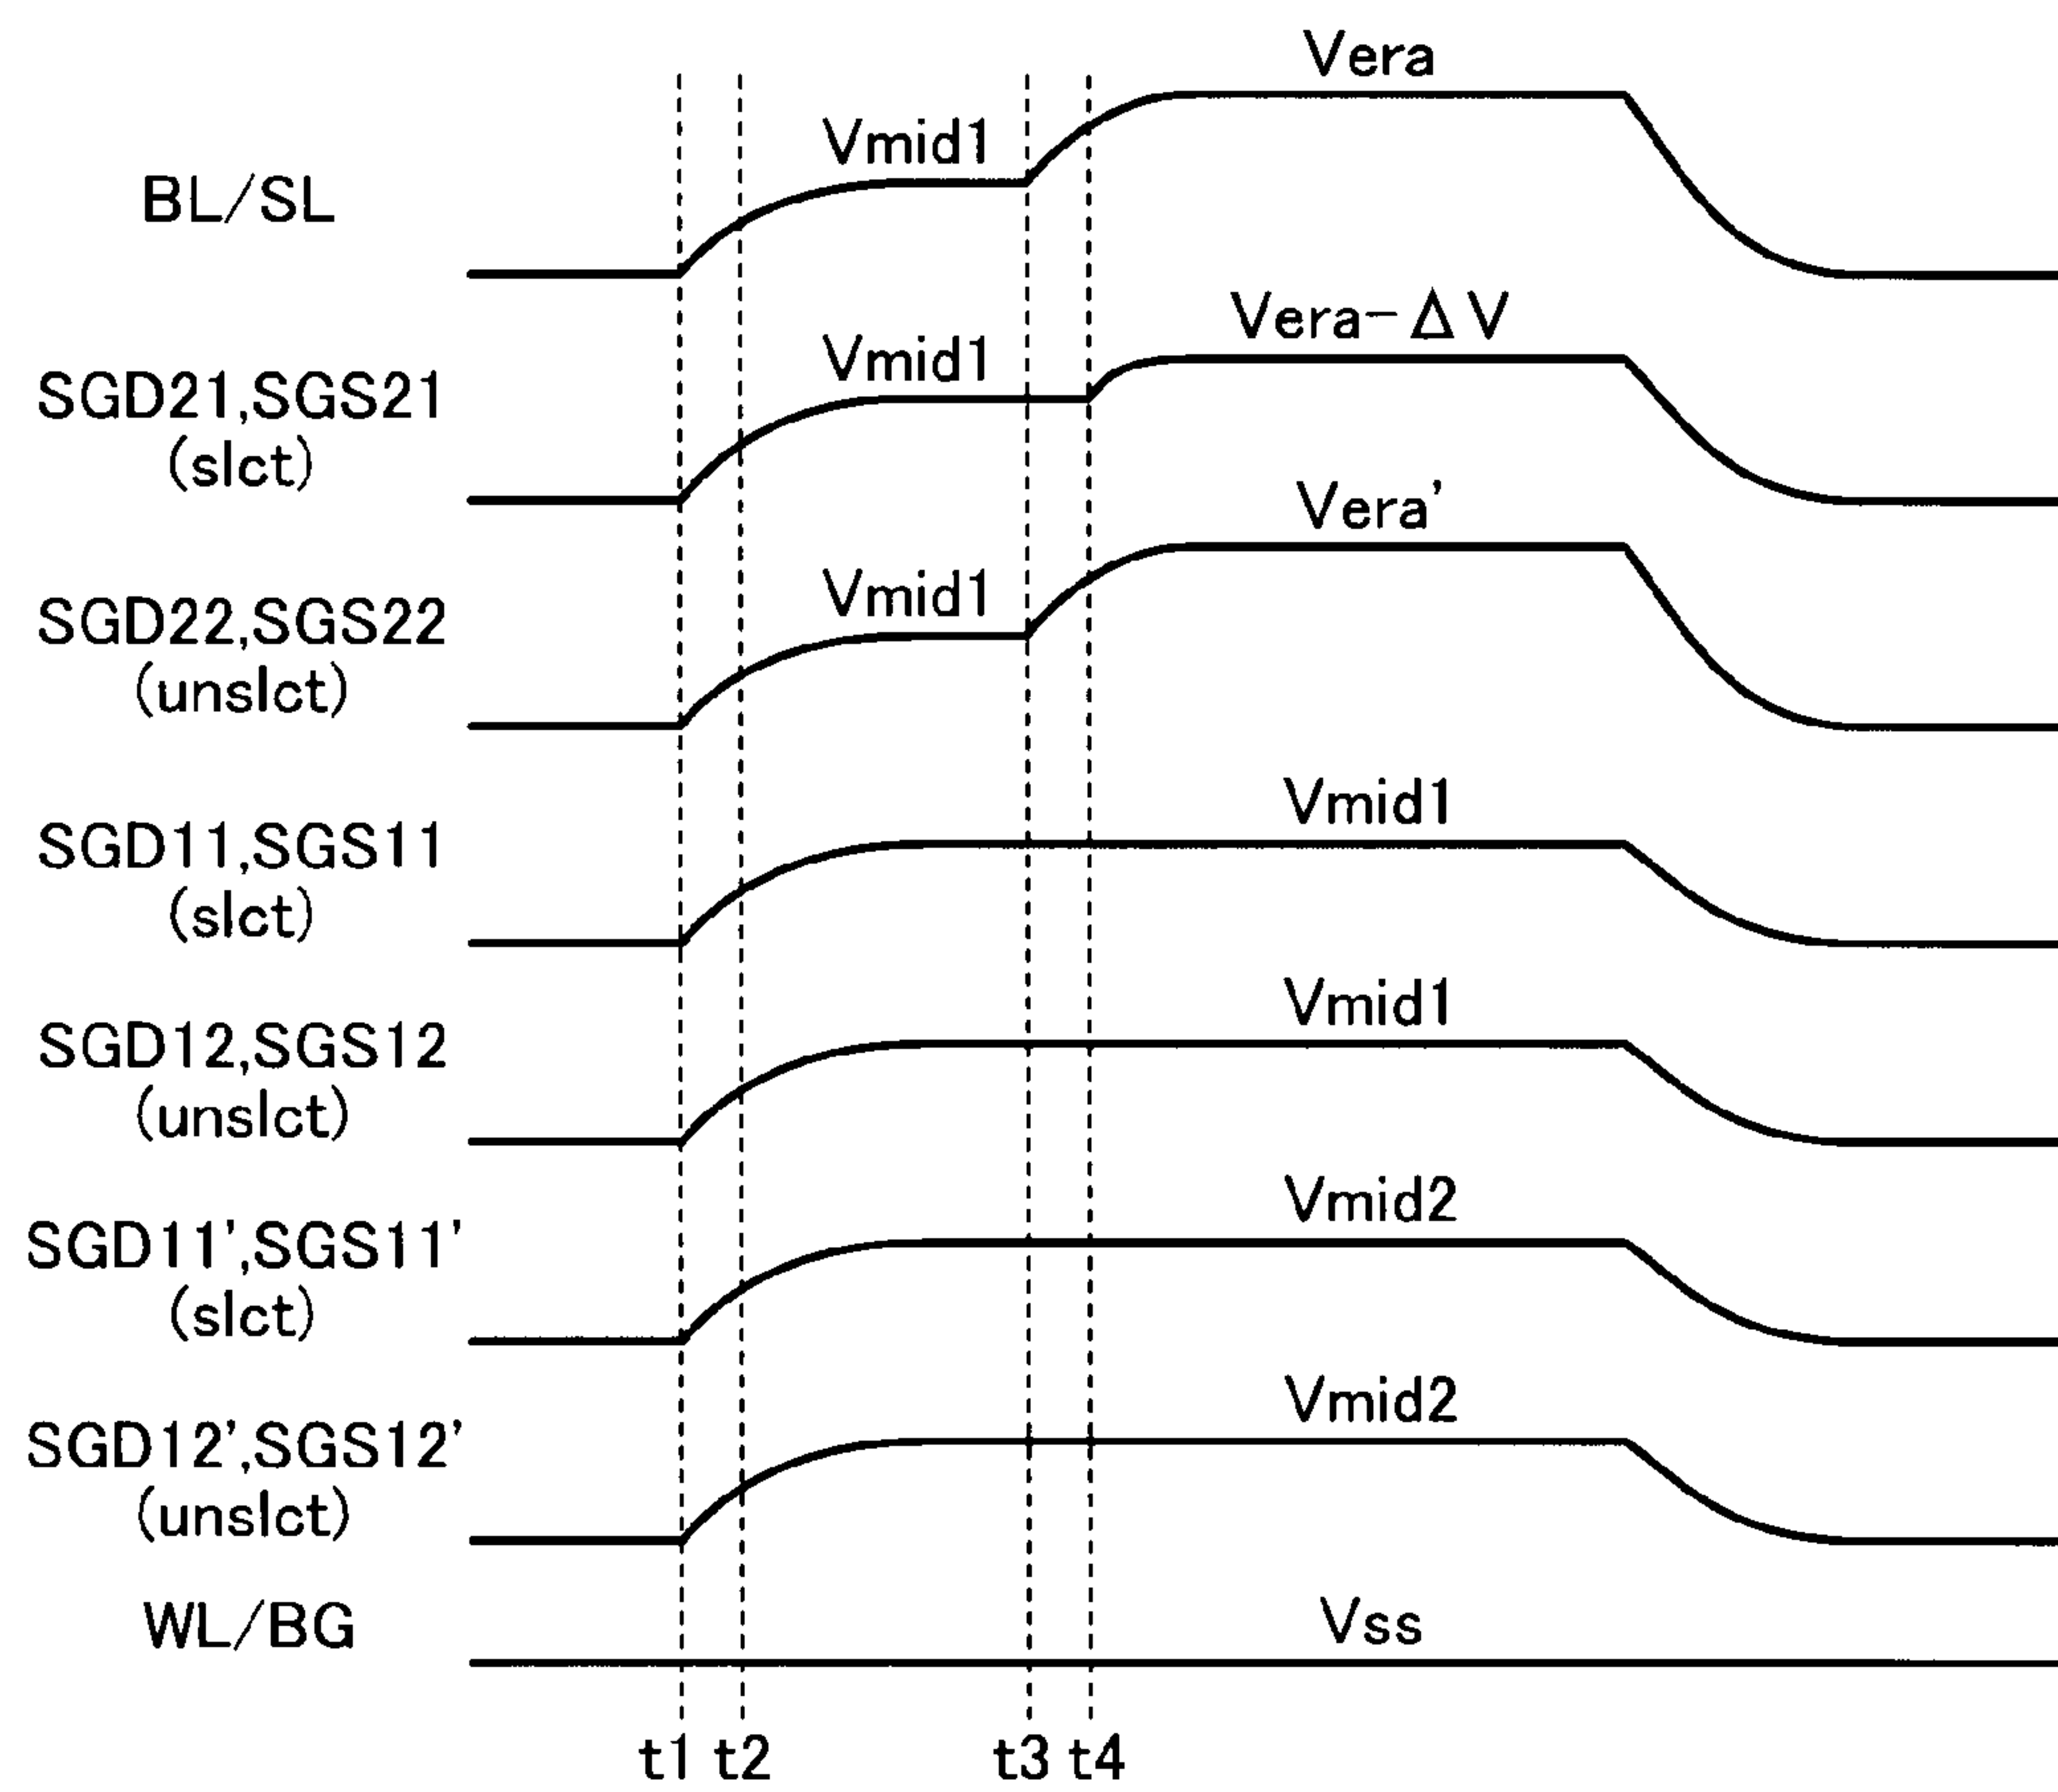 Vera
Vmid1
BL/SL
Vera-ΔV
Vmid1
SGD21,SGS21
(slct)
Vera'
Vmid1
SGD22,SGS22
(unslct)
Vmid1
SGD11,SGS11
(slct)
Vmid1
SGD12,SGS12
(unslct)
Vmid2
SGD11',SGS11'
(slct)
Vmid2
SGD12',SGS12'
(unslct)
WL/BG
Vss
t1 t2 t3 t4